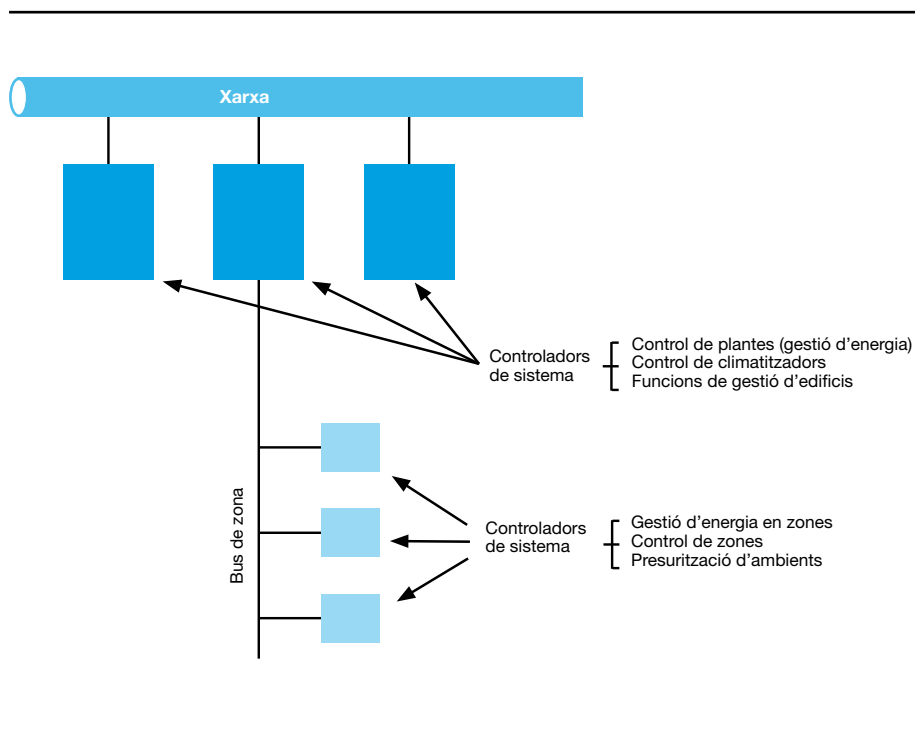 Xarxa
Controladors
de sistema
Control de plantes (gestió d'energia)
Control de climatitzadors
Funcions de gestió d'edificis
Bus de zona
Controladors
de sistema
Gestió d'energia en zones
Control de zones
Presurització d'ambients